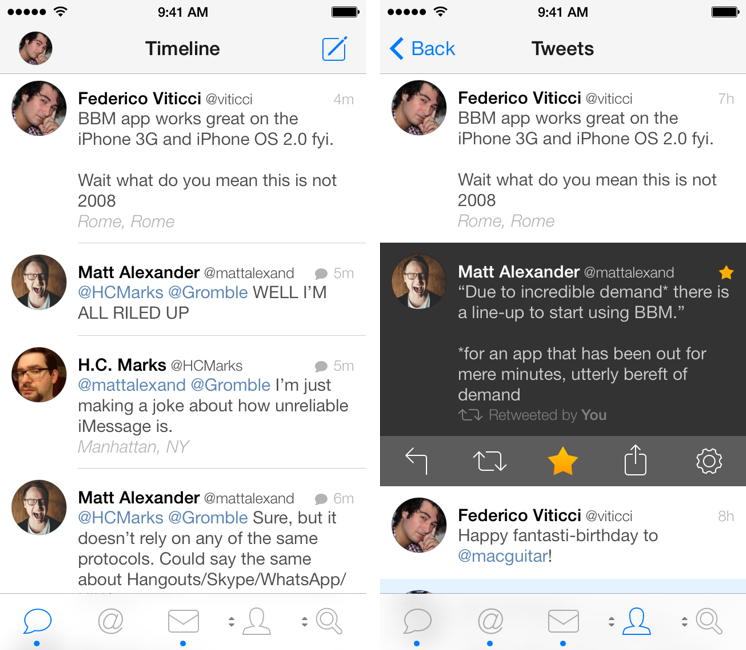 9:41 AM
Timeline
Federico Viticci @viticci 4m
BBM app works great on the
iPhone 3G and iPhone OS 2.0 fyi.
Wait what do you mean this is not
2008
Rome, Rome
Matt Alexander @mattalexand 5m
@HCMarks @Gromble WELL I'M
ALL RILED UP
H.C. Marks @HCMarks 5m
@mattalexand @Gromble I'm just
making a joke about how unreliable
iMessage is.
Manhattan, NY
Matt Alexander @mattalexand 6m
@HCMarks @Gromble Sure, but it
doesn't rely on any of the same
protocols. Could say the same
about Hangouts/Skype/WhatsApp/
9:41 AM
Back
Tweets
Federico Viticci @viticci 7h
BBM app works great on the
iPhone 3G and iPhone OS 2.0 fyi.
Wait what do you mean this is not
2008
Rome, Rome
Matt Alexander @mattalexand
“Due to incredible demand* there is
a line-up to start using BBM.”
*for an app that has been out for
mere minutes, utterly bereft of
demand
Retweeted by You
Federico Viticci @viticci 8h
Happy fantasti-birthday to
@macguitar!